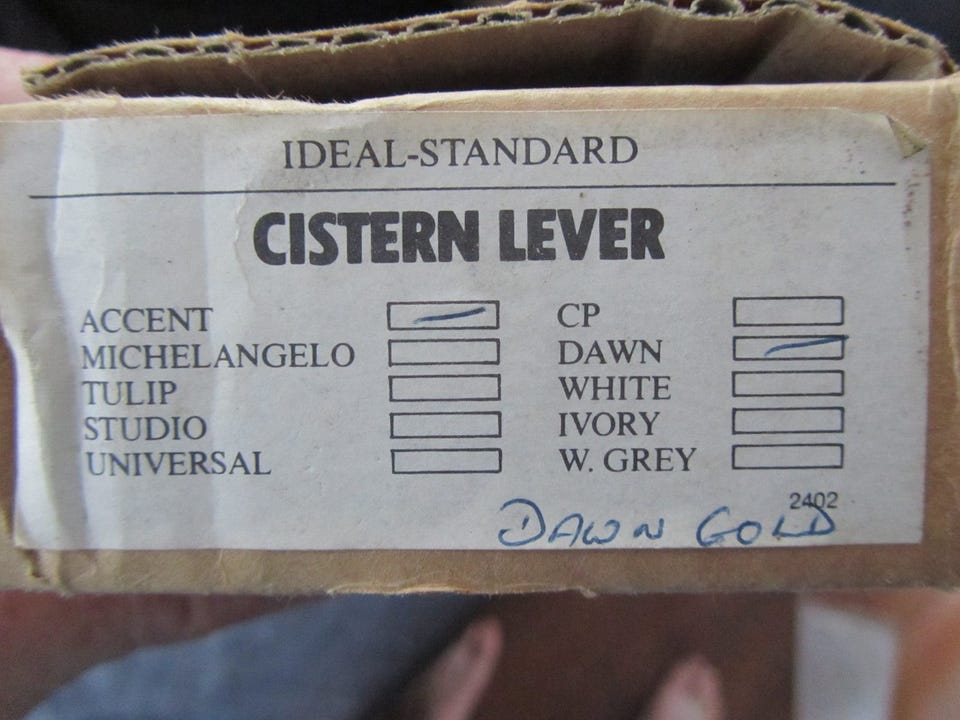 IDEAL-STANDARD
CISTERN LEVER
ACCENT CP
MICHELANGELO DAWN
TULIP WHITE
STUDIO IVORY
UNIVERSAL W. GREY
2402
DAWN GOLD